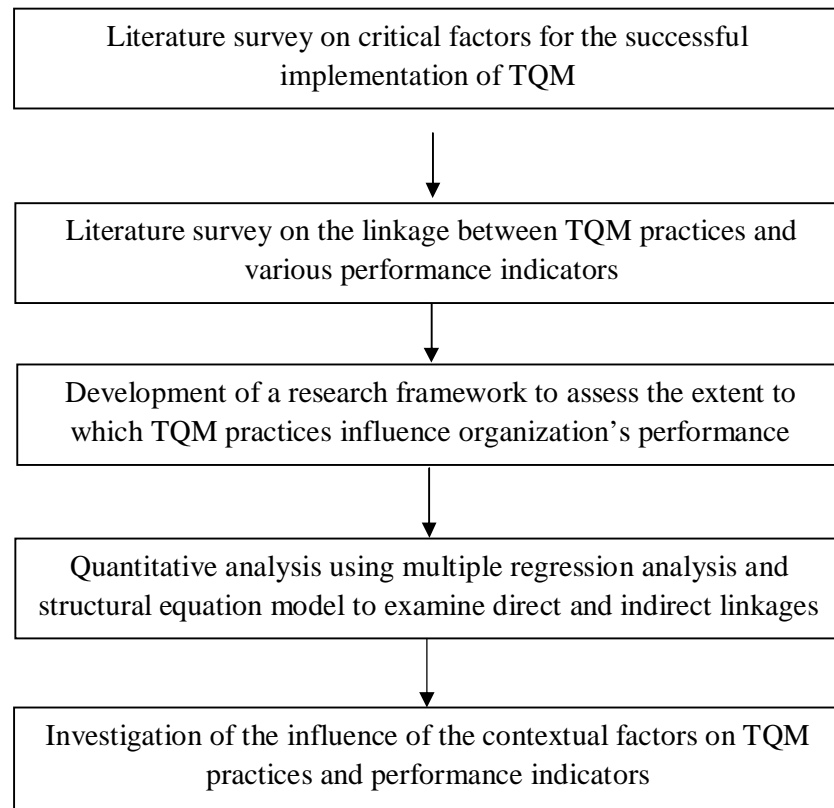 Literature survey on critical factors for the successful
implementation of TQM
Literature survey on the linkage between TQM practices and
various performance indicators
Development of a research framework to assess the extent to
which TQM practices influence organization’s performance
Quantitative analysis using multiple regression analysis and
structural equation model to examine direct and indirect linkages
Investigation of the influence of the contextual factors on TQM
practices and performance indicators